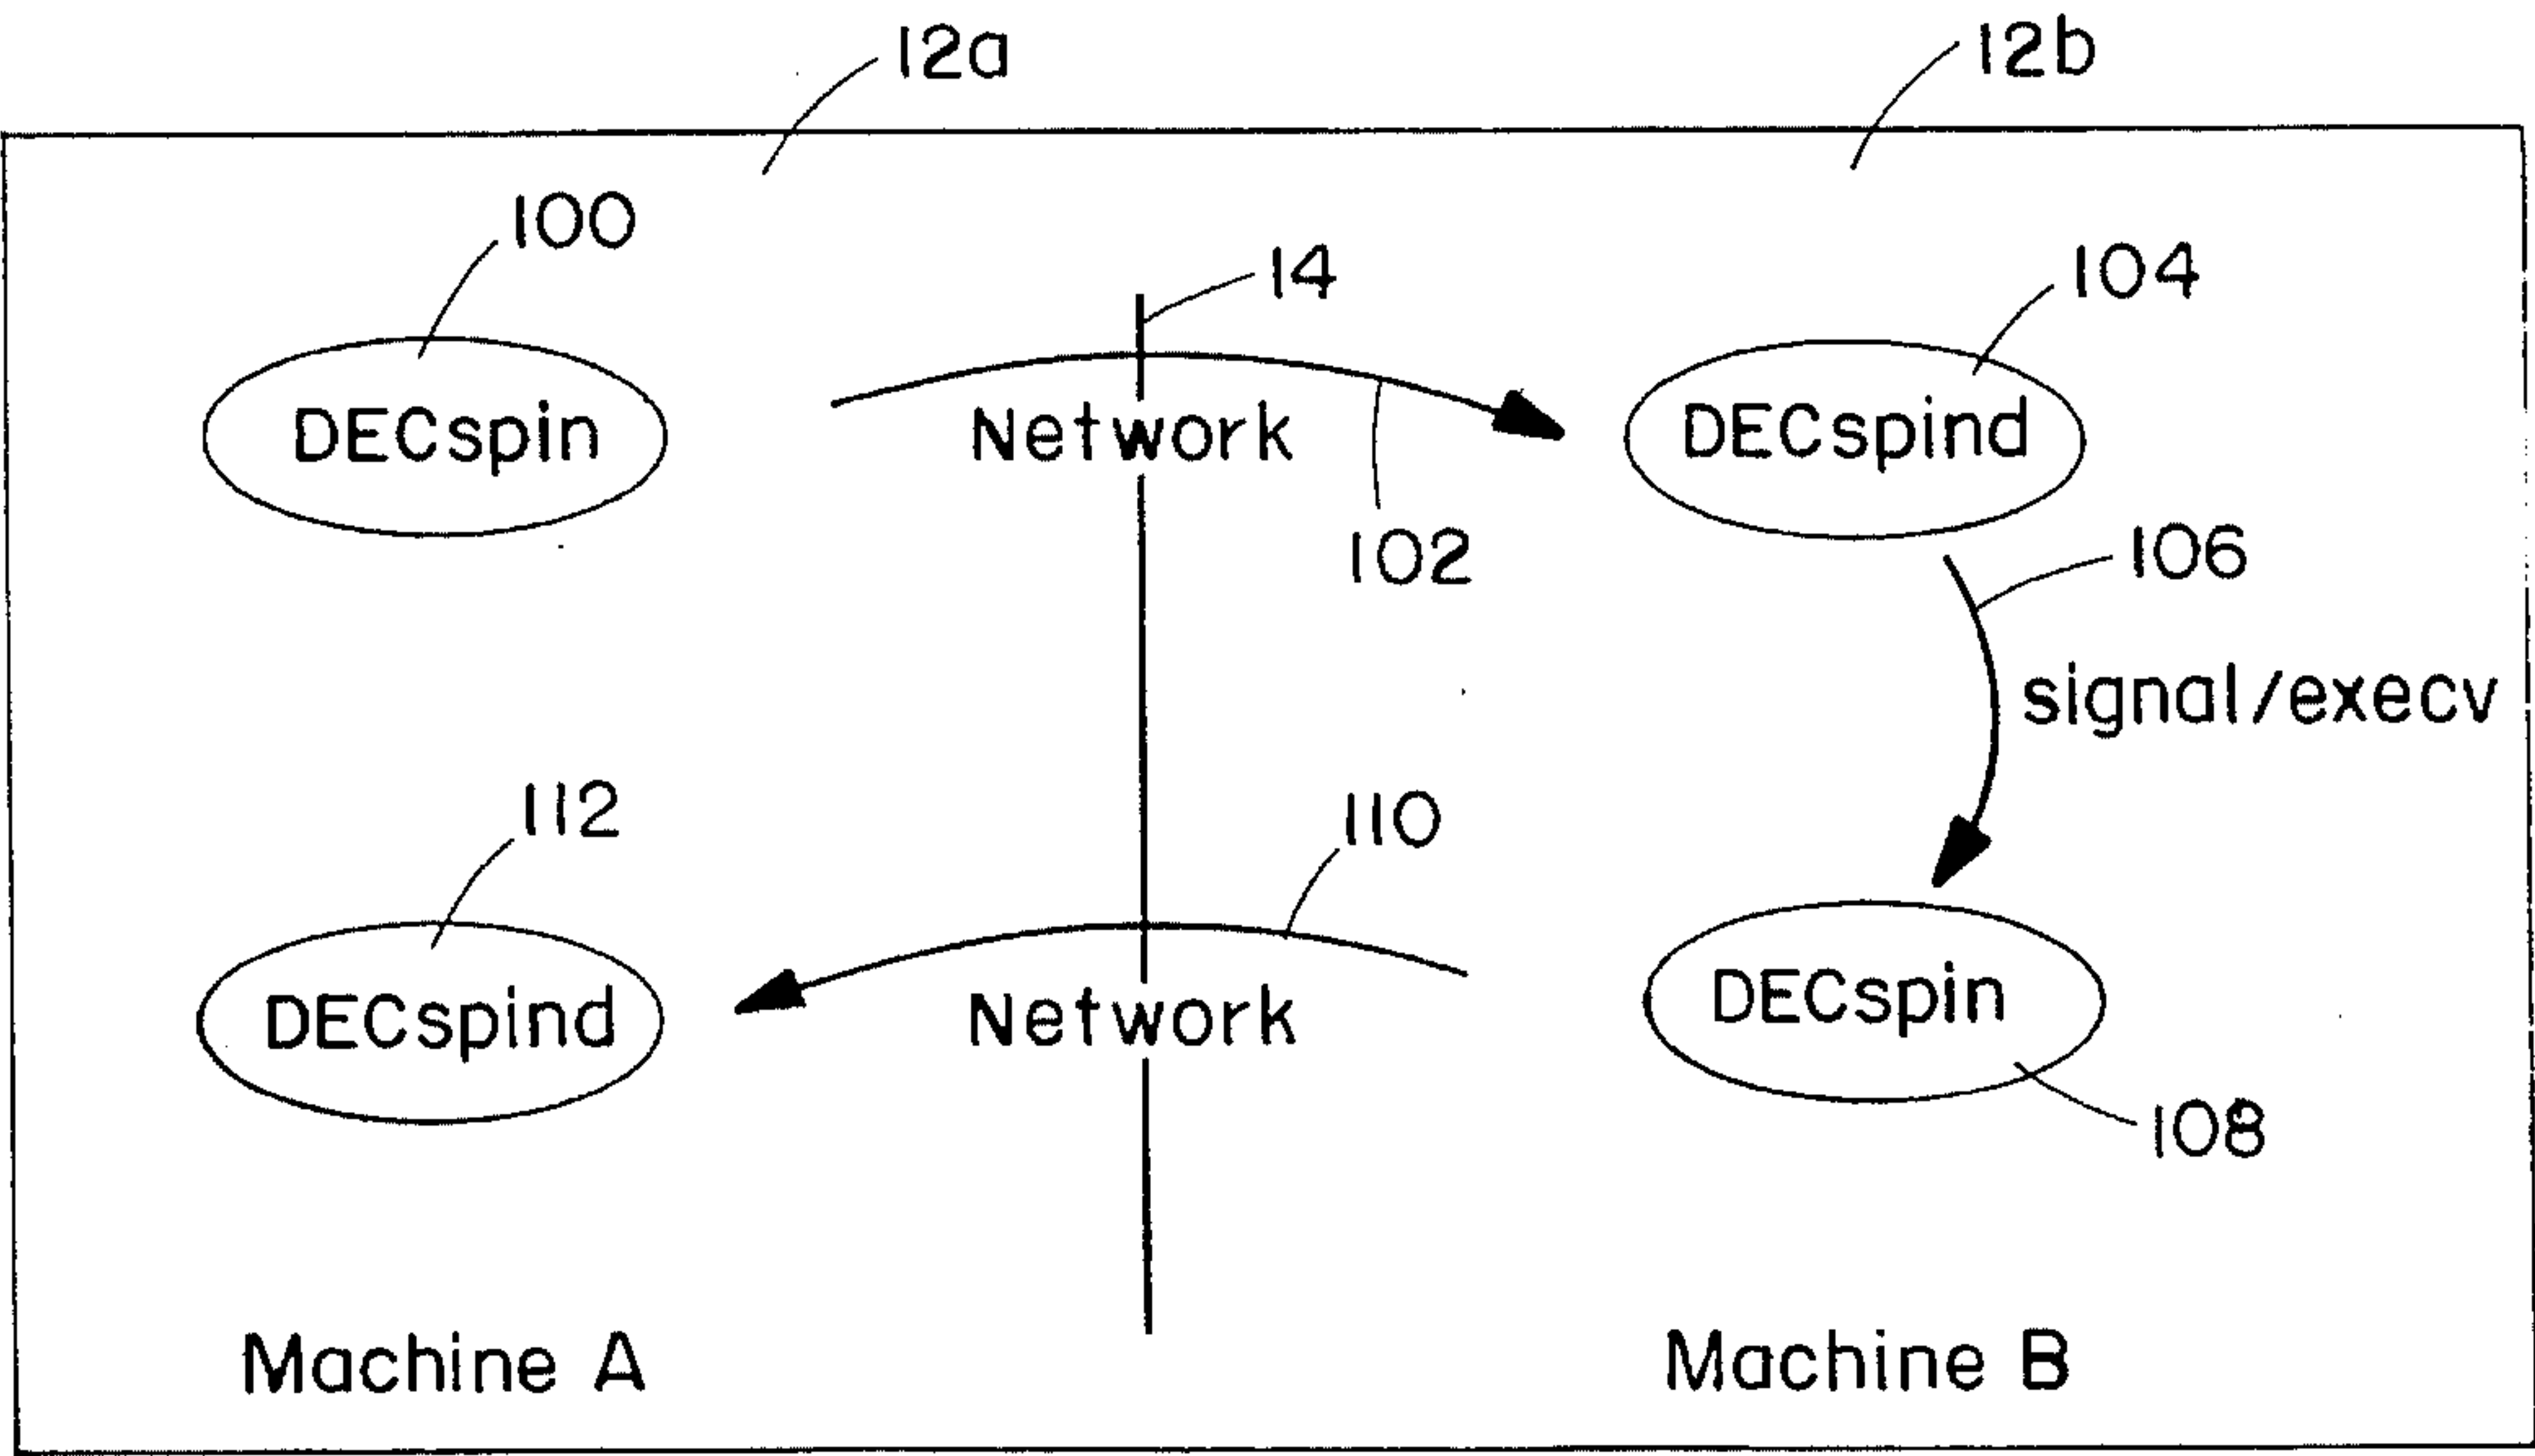 12a
12b
100
14
104
DECspin
Network
DECspind
102
106
signal/execv
112
110
DECspind
Network
DECspin
108
Machine A
Machine B